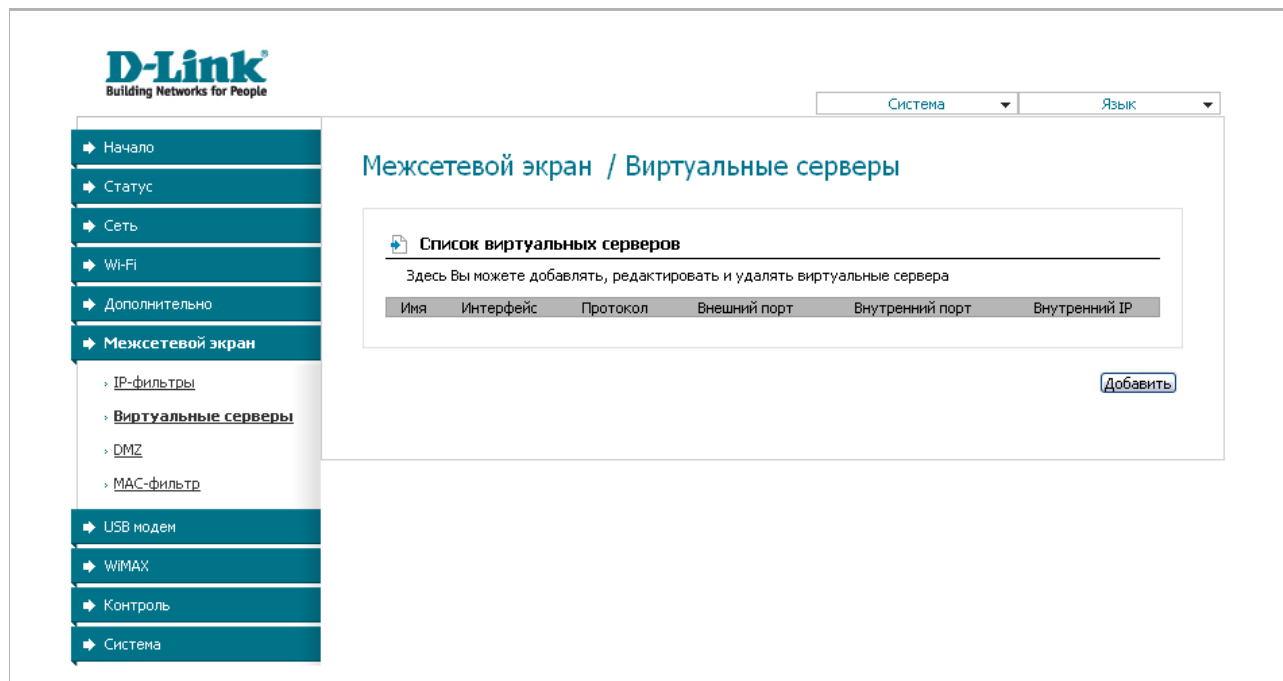 D-Link
Building Networks for People
Система
Язык
Начало
Статус
Сеть
Wi-Fi
Дополнительно
Межсетевой экран
IP-фильтры
Виртуальные серверы
DMZ
MAC-фильтр
USB модем
WiMAX
Контроль
Система
Межсетевой экран / Виртуальные серверы
Список виртуальных серверов
Здесь Вы можете добавлять, редактировать и удалять виртуальные сервера
Имя Интерфейс Протокол Внешний порт Внутренний порт Внутренний IP
Добавить